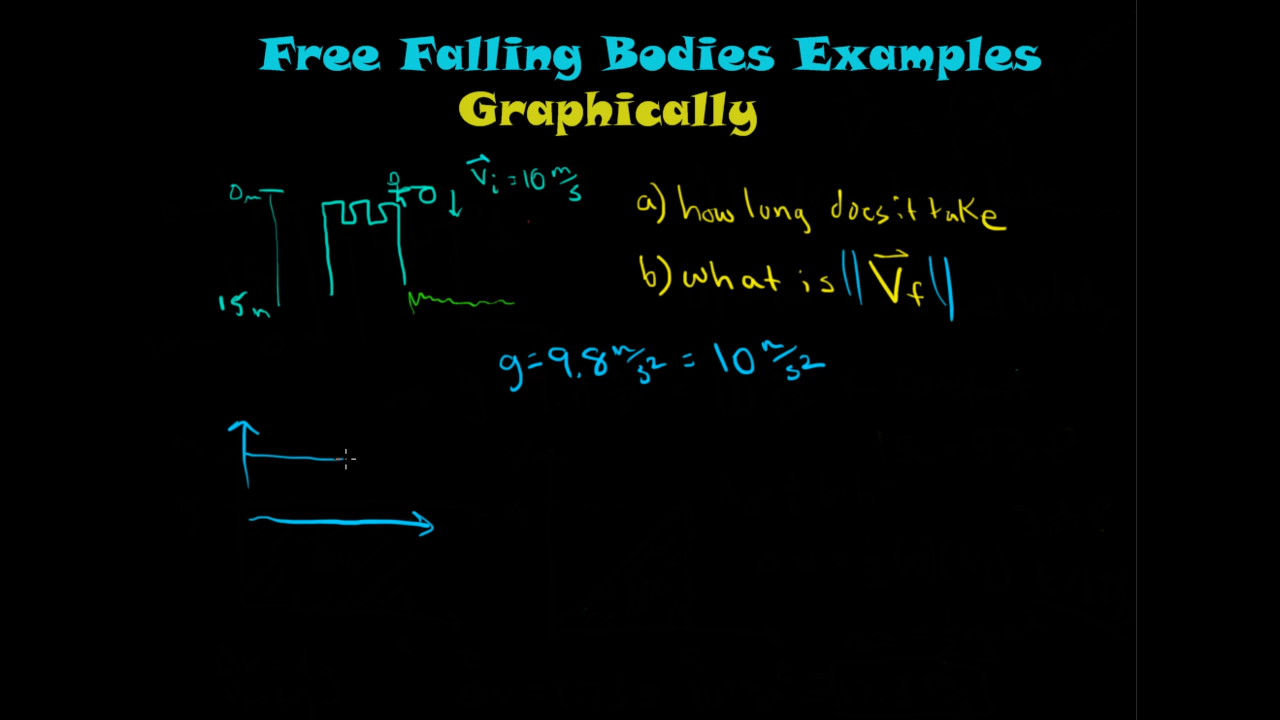 Free Falling Bodies Examples
Graphically
0m
V⃗i = 10 m/s
15m
a) how long does it take
b) what is ||V⃗f||
g = 9.8 m/s² = 10 m/s²